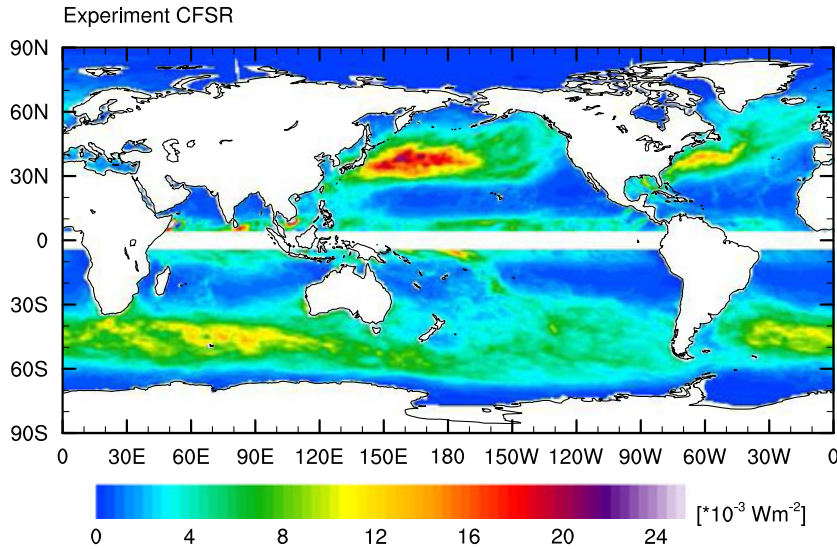 Experiment CFSR
90N
60N
30N
0
30S
60S
90S
0 30E 60E 90E 120E 150E 180 150W 120W 90W 60W 30W 0
0 4 8 12 16 20 24
[*10⁻³ Wm⁻²]